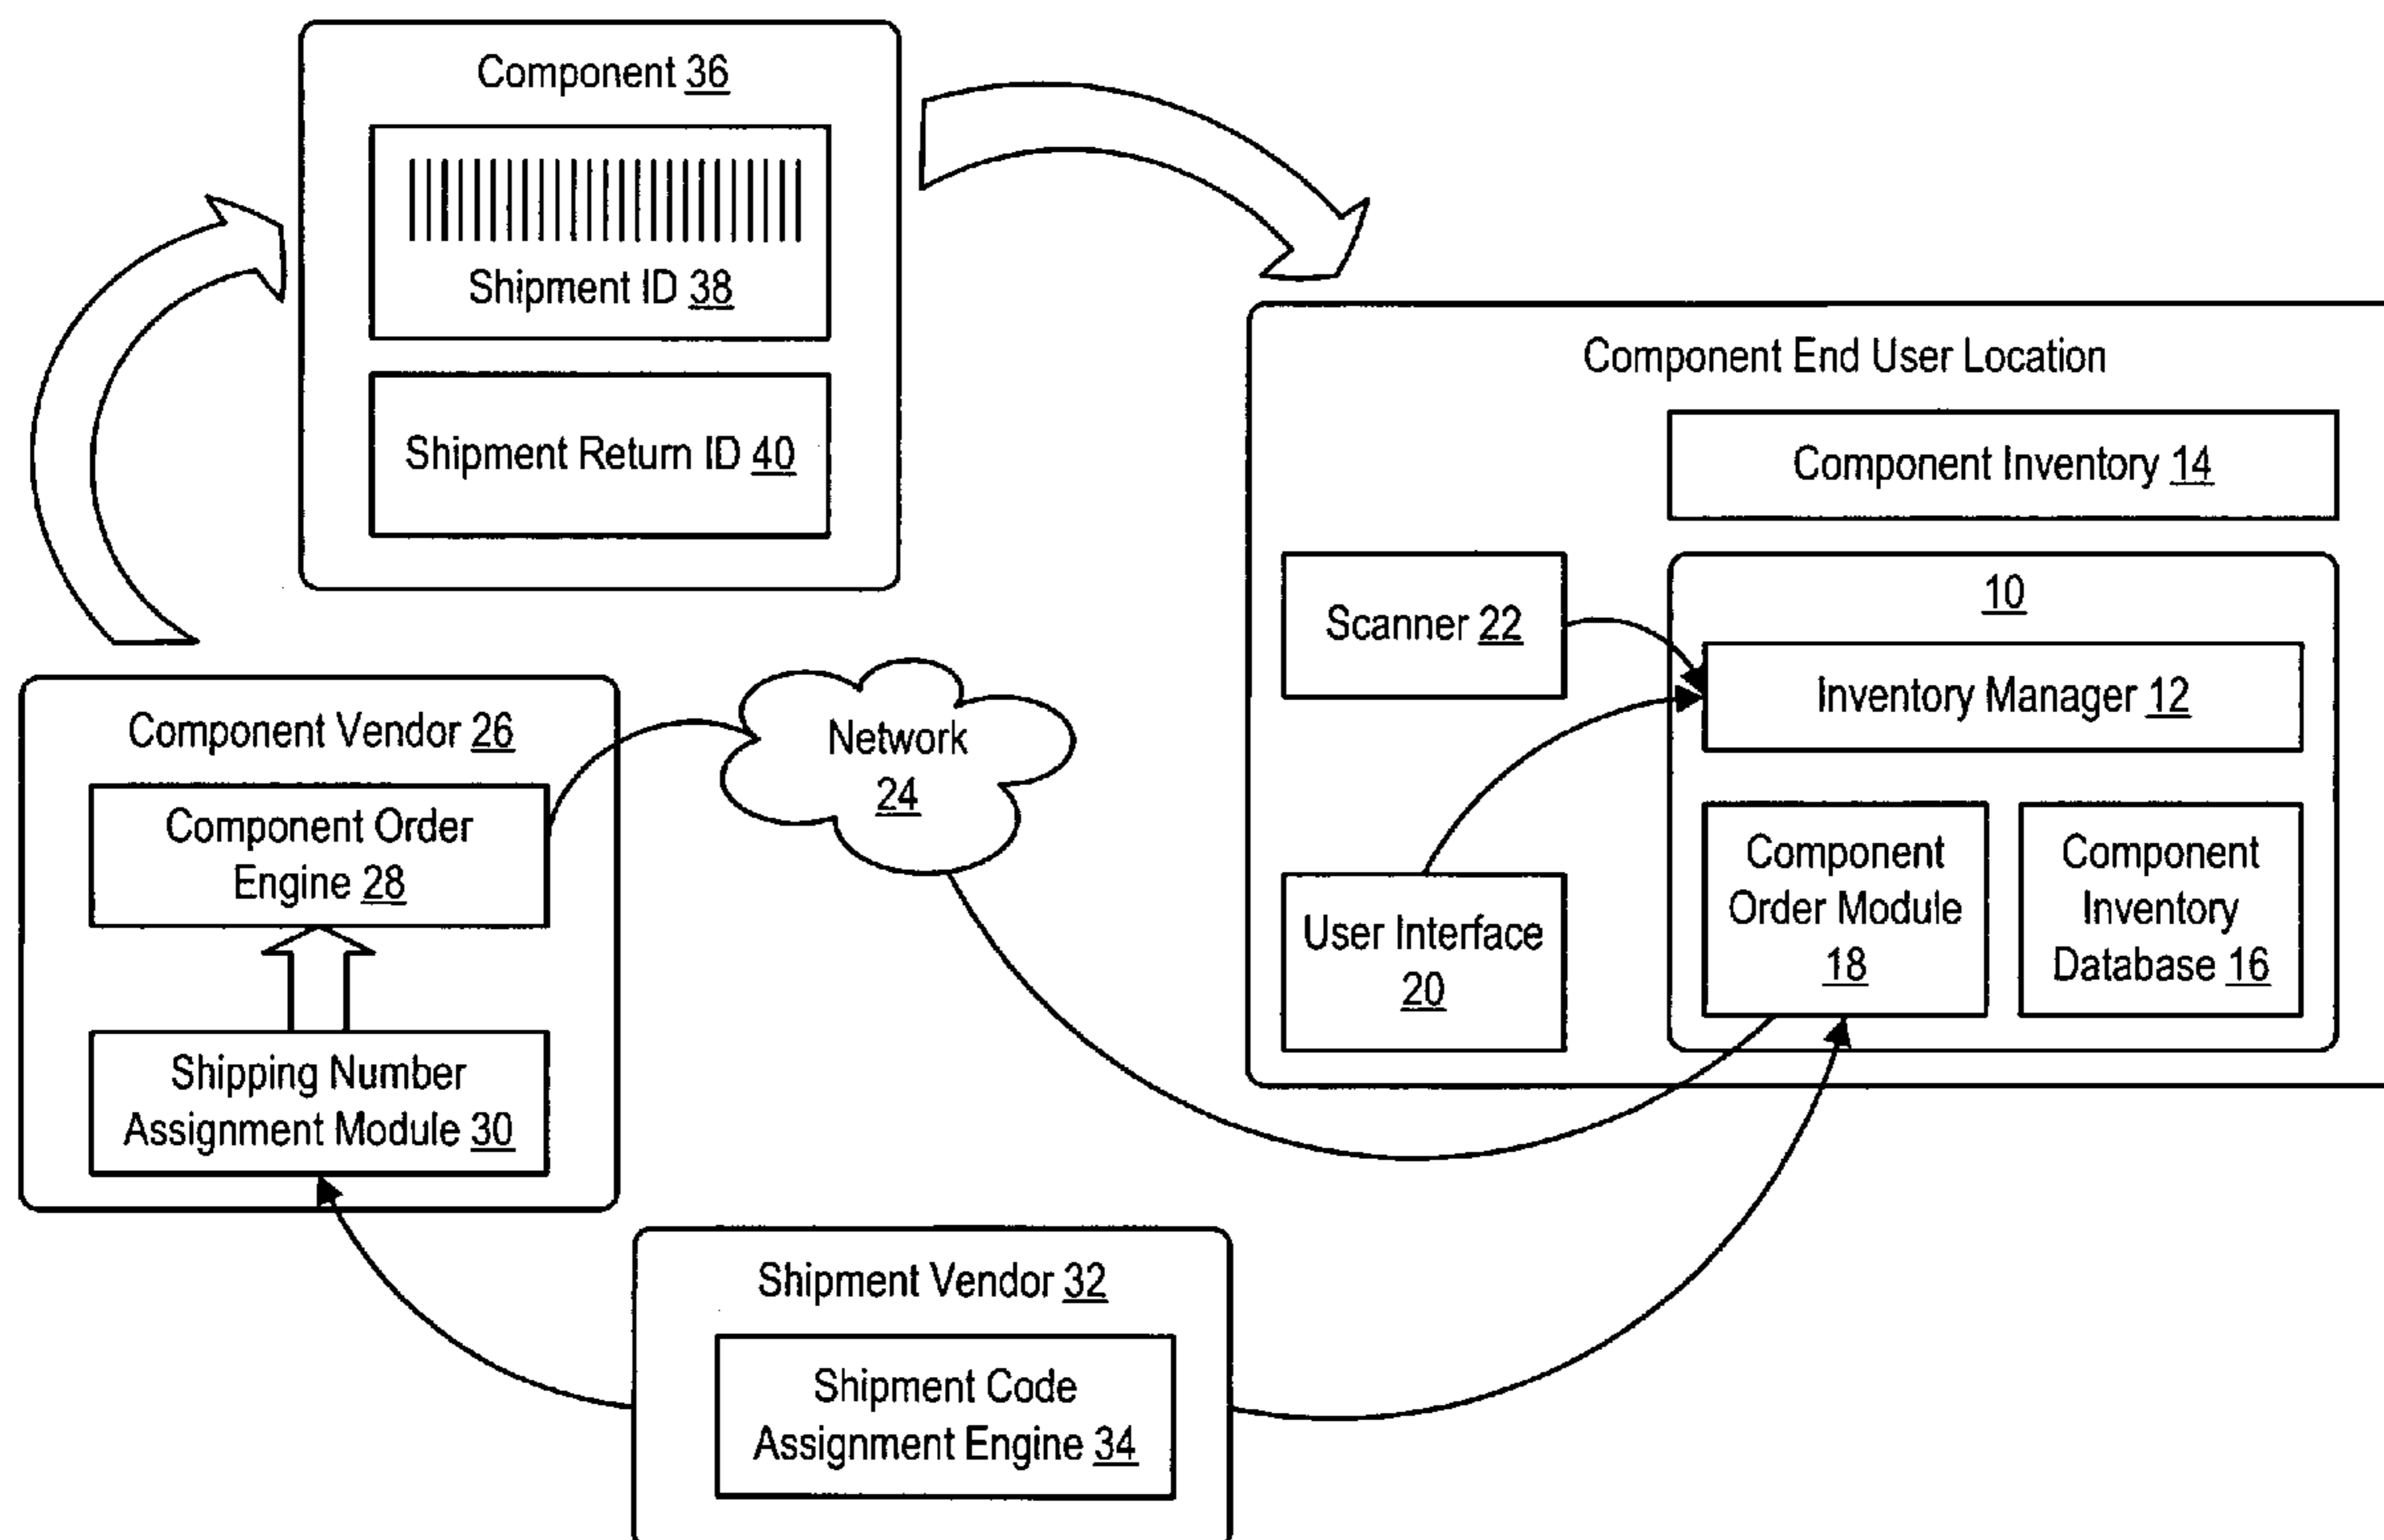 Component 36
Shipment ID 38
Shipment Return ID 40
Component End User Location
Component Inventory 14
Scanner 22
10
Inventory Manager 12
Component
Order Module
18
Component
Inventory
Database 16
User Interface
20
Network
24
Component Vendor 26
Component Order
Engine 28
Shipping Number
Assignment Module 30
Shipment Vendor 32
Shipment Code
Assignment Engine 34